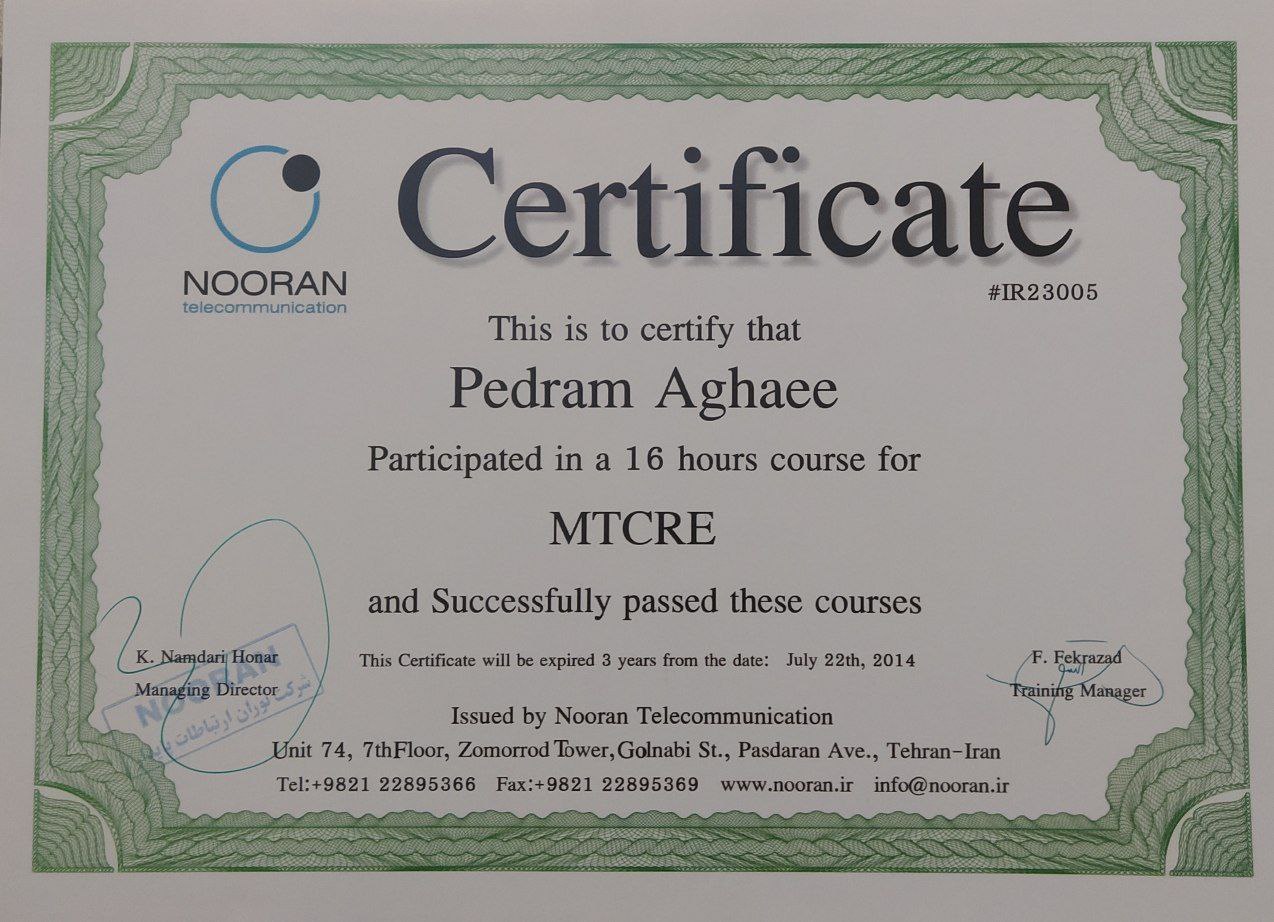 Certificate
NOORAN
telecommunication
#IR23005
This is to certify that
Pedram Aghaee
Participated in a 16 hours course for
MTCRE
and Successfully passed these courses
K. Namdari Honar
Managing Director
This Certificate will be expired 3 years from the date: July 22th, 2014
F. Fekrazad
Training Manager
NOORAN
شرکت نوران ارتباطات
Issued by Nooran Telecommunication
Unit 74, 7thFloor, Zomorrod Tower,Golnabi St., Pasdaran Ave., Tehran-Iran
Tel:+9821 22895366 Fax:+9821 22895369 www.nooran.ir info@nooran.ir